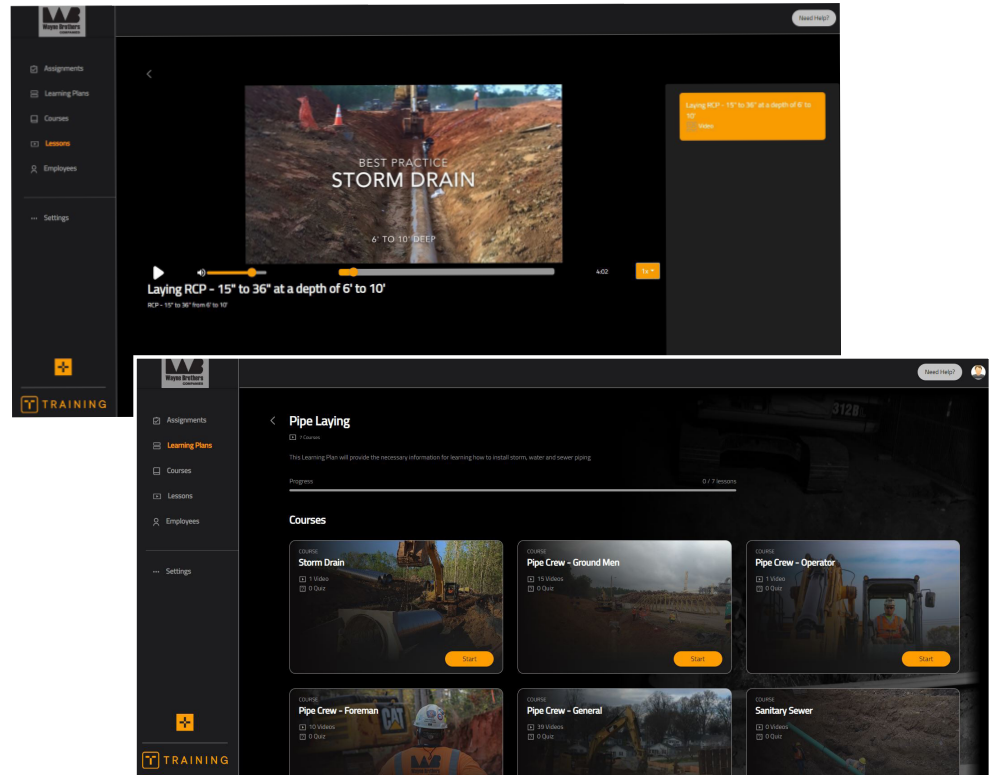 Wayne Brothers
COMPANIES
Need Help?
Assignments
Learning Plans
Courses
Lessons
Employees
Settings
TRAINING
BEST PRACTICE
STORM DRAIN
6' TO 10' DEEP
4:02
1x
Laying RCP - 15" to 36" at a depth of 6' to 10'
RCP - 15" to 36" from 6' to 10'
Laying RCP - 15" to 36" at a depth of 6' to
10'
Video
Wayne Brothers
COMPANIES
Need Help?
Assignments
Learning Plans
Courses
Lessons
Employees
Settings
TRAINING
Pipe Laying
7 Courses
This Learning Plan will provide the necessary information for learning how to install storm, water and sewer piping
Progress
0 / 7 lessons
3128
Courses
COURSE
Storm Drain
1 Video
0 Quiz
Start
COURSE
Pipe Crew - Ground Men
15 Videos
0 Quiz
Start
COURSE
Pipe Crew - Operator
1 Video
0 Quiz
Start
COURSE
Pipe Crew - Foreman
10 Videos
0 Quiz
CAT
COURSE
Pipe Crew - General
39 Videos
0 Quiz
COURSE
Sanitary Sewer
0 Videos
0 Quiz